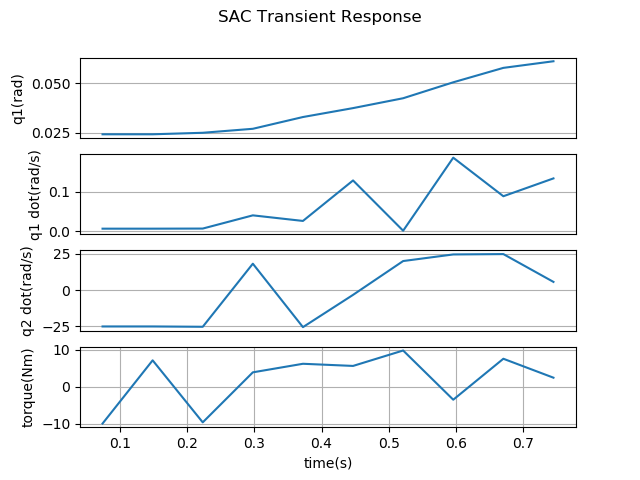 SAC Transient Response
q1(rad)
0.050
0.025
q1 dot(rad/s)
0.1
0.0
q2 dot(rad/s)
25
0
−25
torque(Nm)
10
0
−10
0.1 0.2 0.3 0.4 0.5 0.6 0.7
time(s)